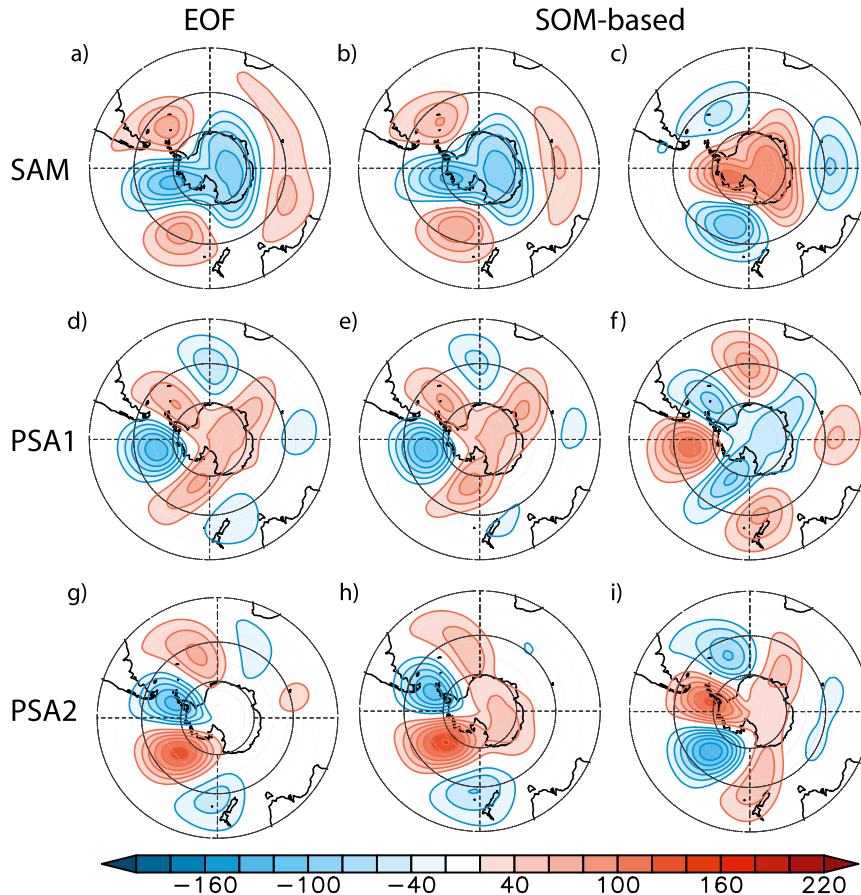 EOF SOM-based
a) b) c)
SAM
d) e) f)
PSA1
g) h) i)
PSA2
−160 −100 −40 40 100 160 220